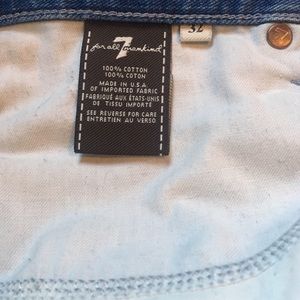 7
for all mankind
32
100% COTTON
100% COTON
MADE IN U.S.A.
OF IMPORTED FABRIC
FABRIQUÉ AUX ÉTATS-UNIS
DE TISSU IMPORTÉ
SEE REVERSE FOR CARE
ENTRETIEN AU VERSO